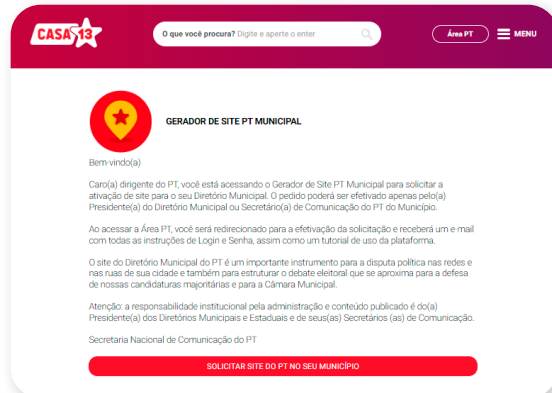 CASA 13
O que você procura? Digite e aperte o enter
Área PT
MENU
GERADOR DE SITE PT MUNICIPAL
Bem-vindo(a)
Caro(a) dirigente do PT, você está acessando o Gerador de Site PT Municipal para solicitar a
ativação de site para o seu Diretório Municipal. O pedido poderá ser efetivado apenas pelo(a)
Presidente(a) do Diretório Municipal ou Secretário(a) de Comunicação do PT do Município.
Ao acessar a Área PT, você será redirecionado para a efetivação da solicitação e receberá um e-mail
com todas as instruções de Login e Senha, assim como um tutorial de uso da plataforma.
O site do Diretório Municipal do PT é um importante instrumento para a disputa política nas redes e
nas ruas de sua cidade e também para estruturar o debate eleitoral que se aproxima para a defesa
de nossas candidaturas majoritárias e para a Câmara Municipal.
Atenção: a responsabilidade institucional pela administração e conteúdo publicado é do(a)
Presidente(a) dos Diretórios Municipais e Estaduais e de seus(as) Secretários (as) de Comunicação.
Secretaria Nacional de Comunicação do PT
SOLICITAR SITE DO PT NO SEU MUNICÍPIO